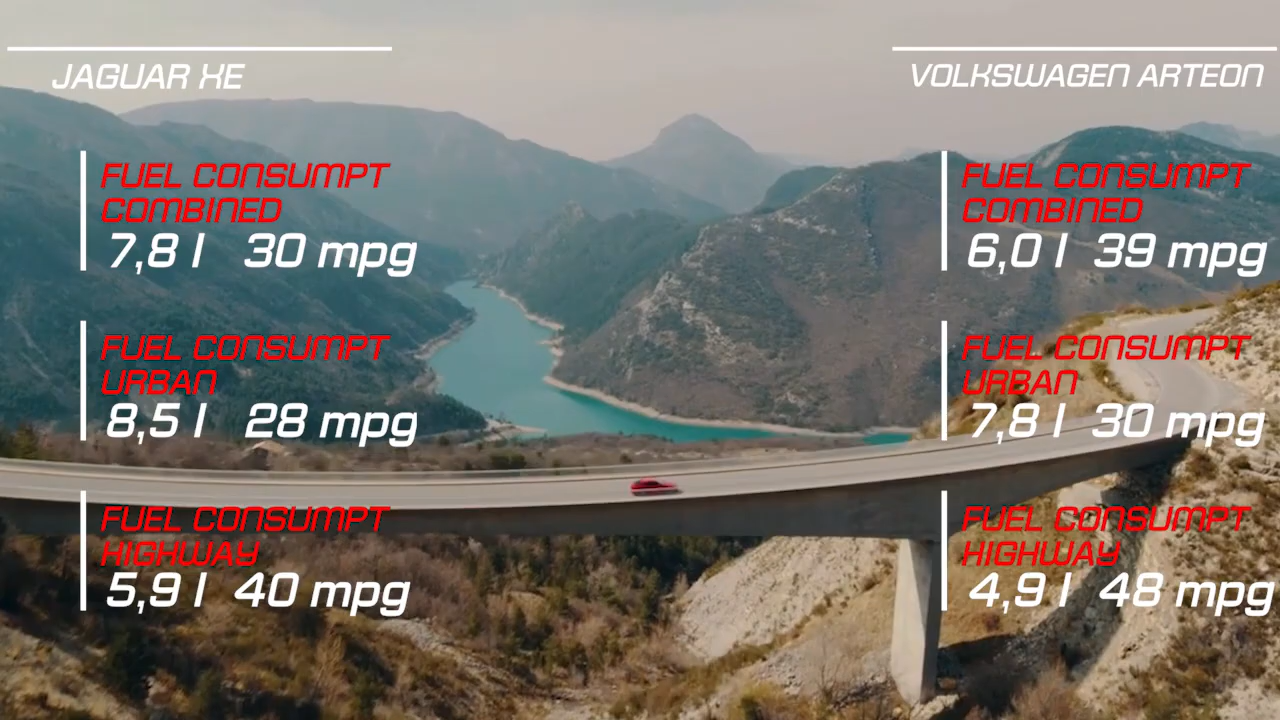 JAGUAR XE
FUEL CONSUMPT
COMBINED
7,8 l 30 mpg
FUEL CONSUMPT
URBAN
8,5 l 28 mpg
FUEL CONSUMPT
HIGHWAY
5,9 l 40 mpg
VOLKSWAGEN ARTEON
FUEL CONSUMPT
COMBINED
6,0 l 39 mpg
FUEL CONSUMPT
URBAN
7,8 l 30 mpg
FUEL CONSUMPT
HIGHWAY
4,9 l 48 mpg